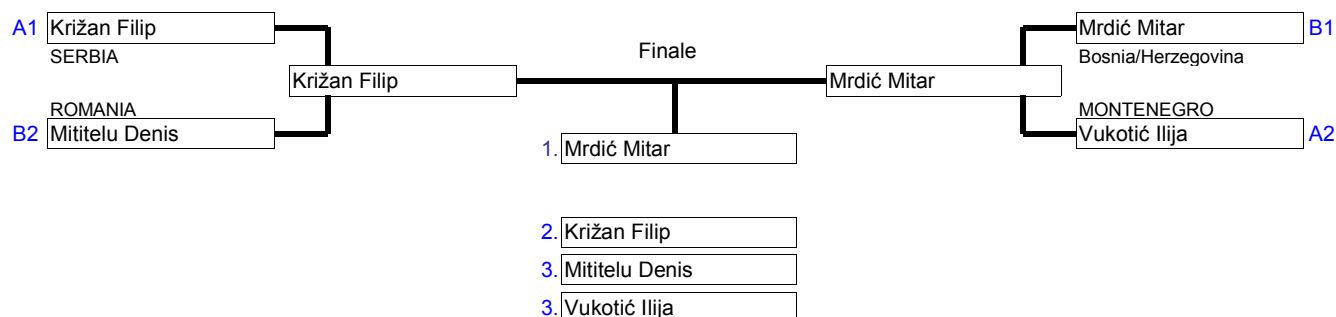 A1 Križan Filip
SERBIA
ROMANIA
B2 Mititelu Denis
Križan Filip
Finale
Mrdić Mitar
Mrdić Mitar B1
Bosnia/Herzegovina
MONTENEGRO
Vukotić Ilija A2
1. Mrdić Mitar
2. Križan Filip
3. Mititelu Denis
3. Vukotić Ilija